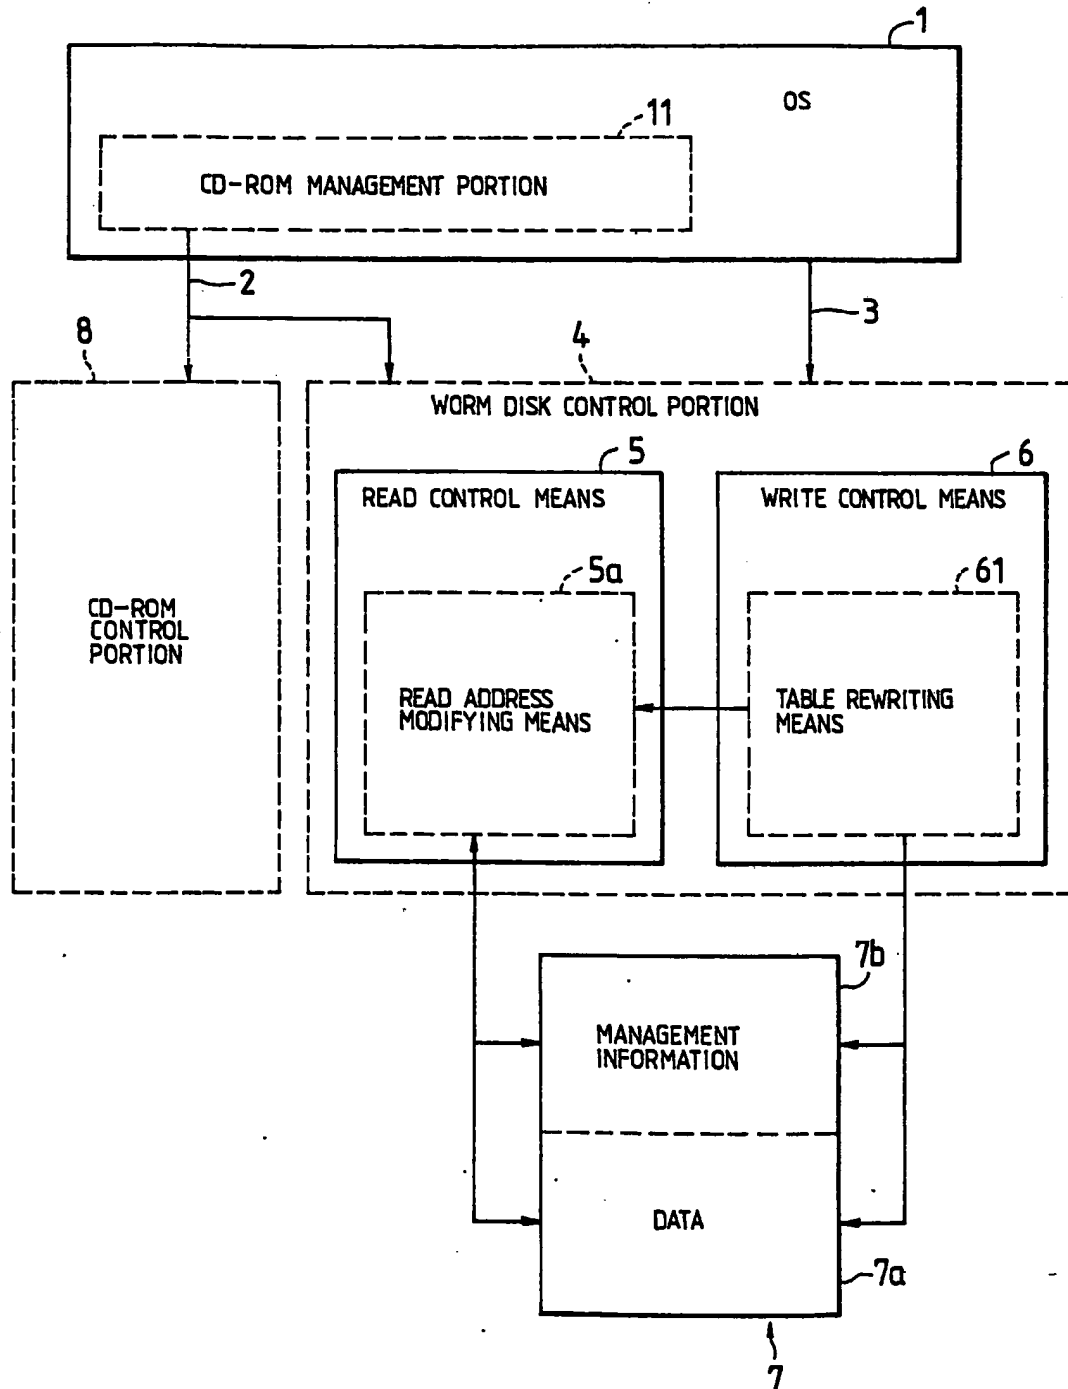 1
OS
11
CD-ROM MANAGEMENT PORTION
2
3
8
4
WORM DISK CONTROL PORTION
5
6
READ CONTROL MEANS
WRITE CONTROL MEANS
5a
61
CD-ROM
CONTROL
PORTION
READ ADDRESS
MODIFYING MEANS
TABLE REWRITING
MEANS
7b
MANAGEMENT
INFORMATION
DATA
7a
7